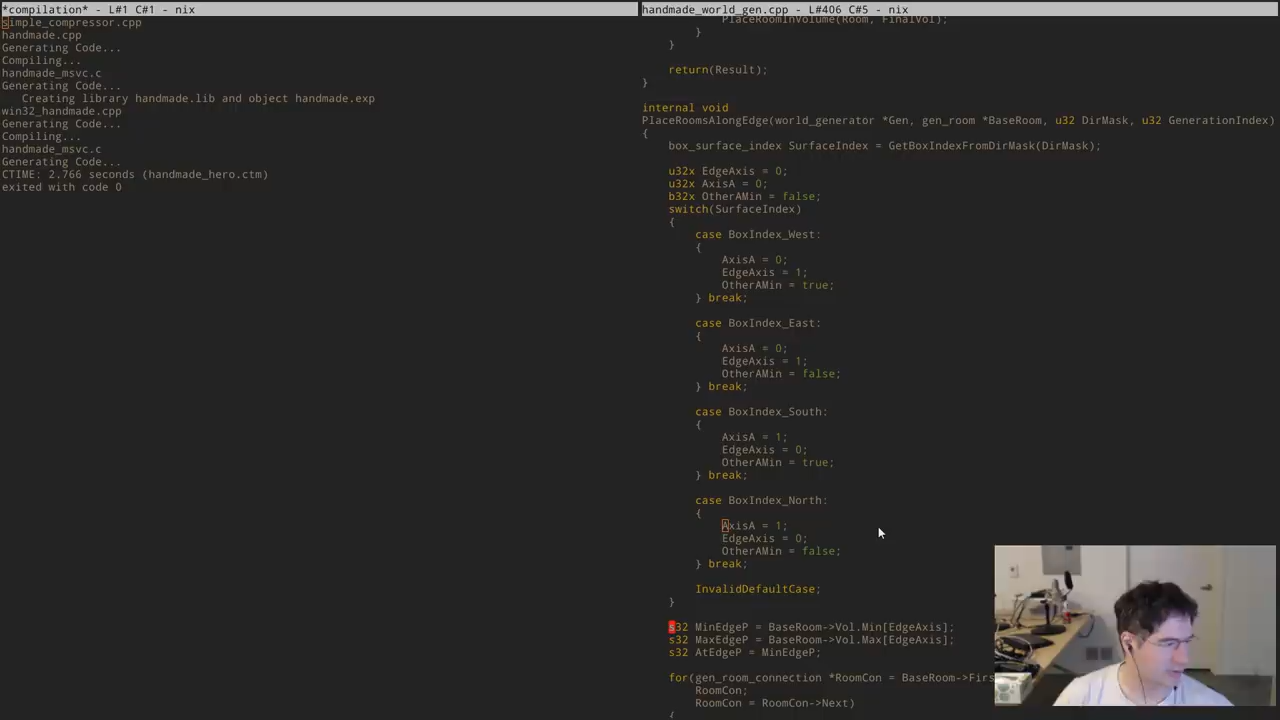 *compilation* - L#1 C#1 - nix
simple_compressor.cpp
handmade.cpp
Generating Code...
Compiling...
handmade_msvc.c
Generating Code...
Creating library handmade.lib and object handmade.exp
win32_handmade.cpp
Generating Code...
Compiling...
handmade_msvc.c
Generating Code...
CTIME: 2.766 seconds (handmade_hero.ctm)
exited with code 0
handmade_world_gen.cpp - L#406 C#5 - nix
PlaceRoomInVolume(Room, FinalVol);
}
}
return(Result);
}
internal void
PlaceRoomsAlongEdge(world_generator *Gen, gen_room *BaseRoom, u32 DirMask, u32 GenerationIndex)
{
box_surface_index SurfaceIndex = GetBoxIndexFromDirMask(DirMask);
u32x EdgeAxis = 0;
u32x AxisA = 0;
b32x OtherAMin = false;
switch(SurfaceIndex)
{
case BoxIndex_West:
{
AxisA = 0;
EdgeAxis = 1;
OtherAMin = true;
} break;
case BoxIndex_East:
{
AxisA = 0;
EdgeAxis = 1;
OtherAMin = false;
} break;
case BoxIndex_South:
{
AxisA = 1;
EdgeAxis = 0;
OtherAMin = true;
} break;
case BoxIndex_North:
{
AxisA = 1;
EdgeAxis = 0;
OtherAMin = false;
} break;
InvalidDefaultCase;
}
s32 MinEdgeP = BaseRoom->Vol.Min[EdgeAxis];
s32 MaxEdgeP = BaseRoom->Vol.Max[EdgeAxis];
s32 AtEdgeP = MinEdgeP;
for(gen_room_connection *RoomCon = BaseRoom->Firs
RoomCon;
RoomCon = RoomCon->Next)
{